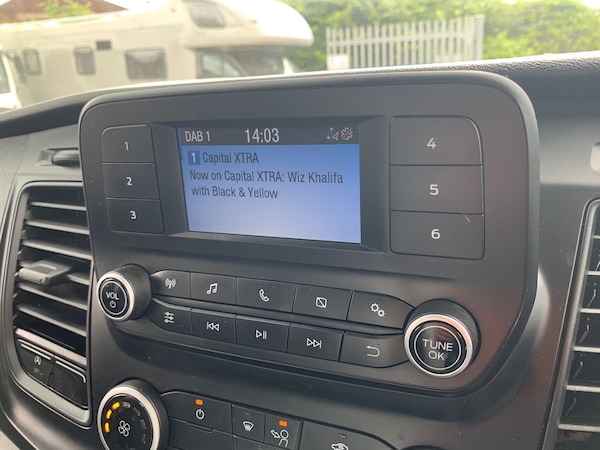 DAB 1 14:03
1 Capital XTRA
Now on Capital XTRA: Wiz Khalifa
with Black & Yellow
1
2
3
4
5
6
VOL
TUNE
OK